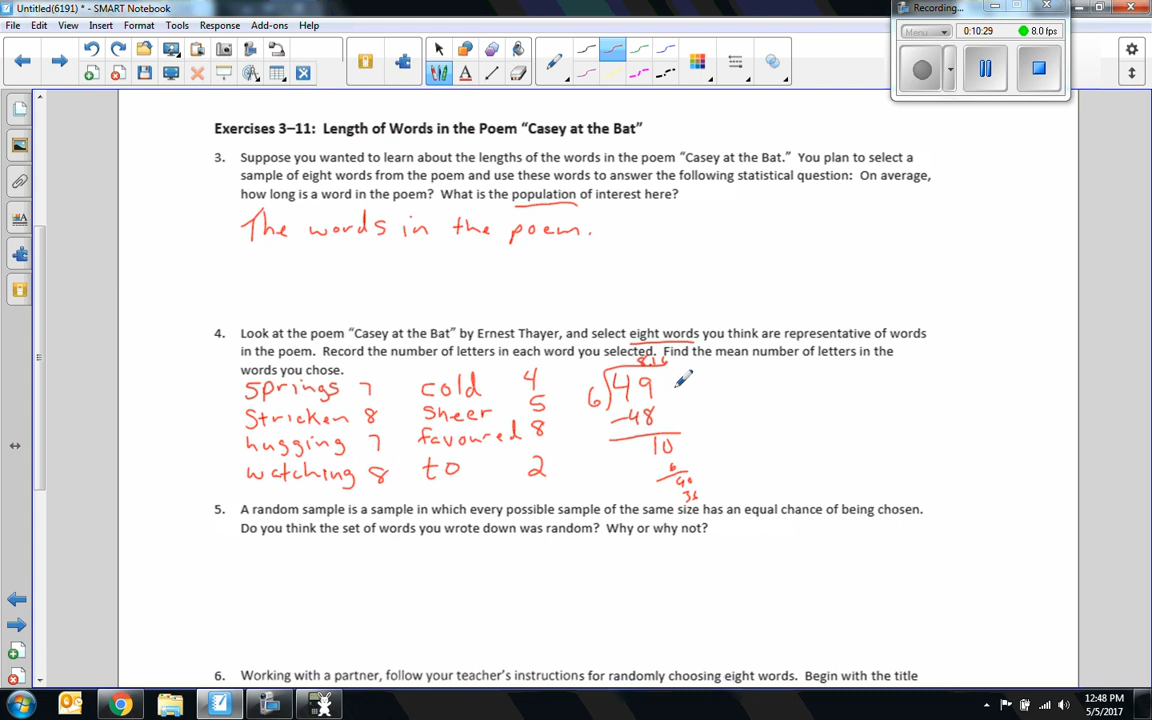 Untitled(6191) * - SMART Notebook
File Edit View Insert Format Tools Response Add-ons Help
Recording...
Menu 0:10:29 8.0 fps
Exercises 3–11: Length of Words in the Poem “Casey at the Bat”
3. Suppose you wanted to learn about the lengths of the words in the poem “Casey at the Bat.” You plan to select a
sample of eight words from the poem and use these words to answer the following statistical question: On average,
how long is a word in the poem? What is the population of interest here?
The words in the poem.
4. Look at the poem “Casey at the Bat” by Ernest Thayer, and select eight words you think are representative of words
in the poem. Record the number of letters in each word you selected. Find the mean number of letters in the
words you chose.
springs 7 cold 4
Stricken 8 Sheer 5
hugging 7 favoured 8
watching 8 to 2
8.16
6 49
-48
10
6
40
36
5. A random sample is a sample in which every possible sample of the same size has an equal chance of being chosen.
Do you think the set of words you wrote down was random? Why or why not?
6. Working with a partner, follow your teacher’s instructions for randomly choosing eight words. Begin with the title
12:48 PM
5/5/2017